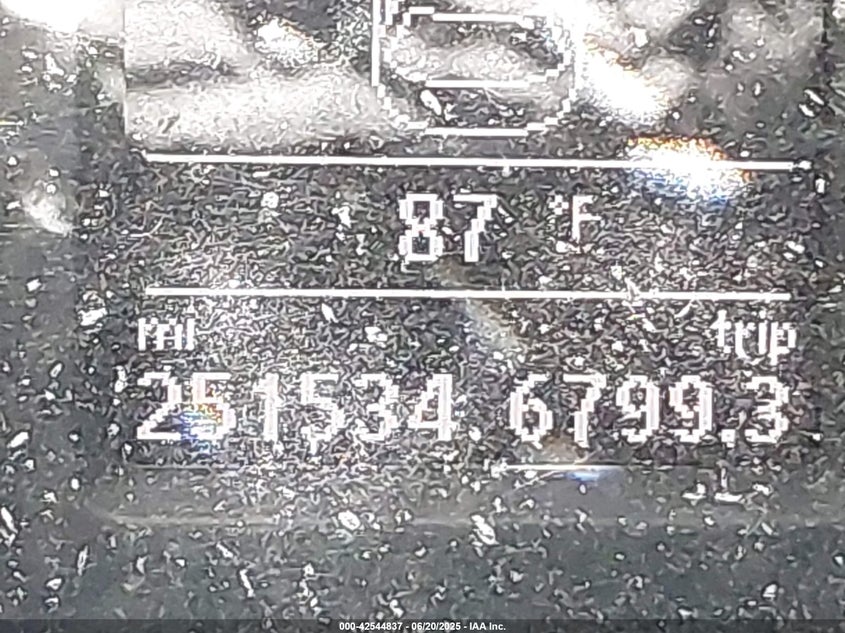 87 °F
mi trip
251534 6799.3
000-42544837 - 06/20/2025 - IAA Inc.